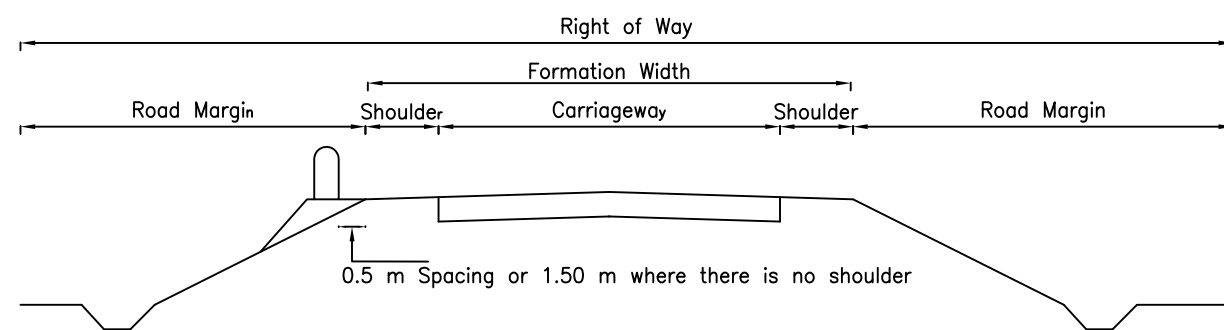 Right of Way
Formation Width
Road Margin Shoulder Carriageway Shoulder Road Margin
0.5 m Spacing or 1.50 m where there is no shoulder